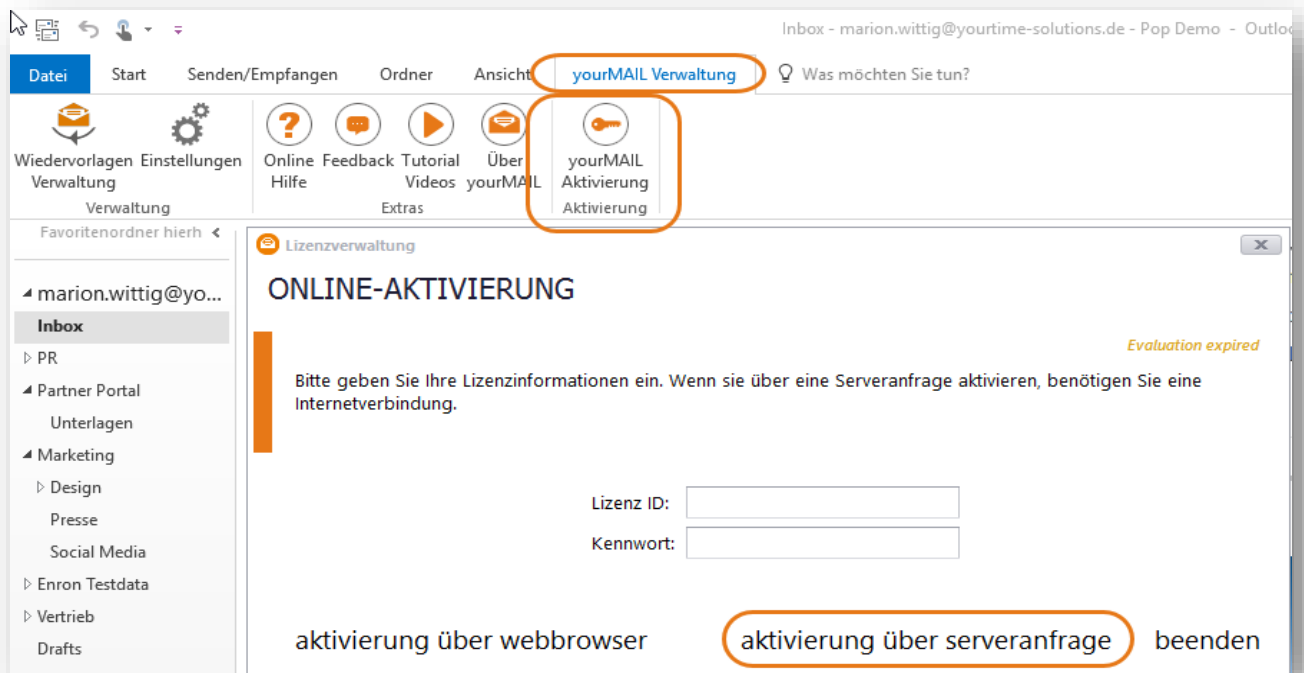 Inbox - marion.wittig@yourtime-solutions.de - Pop Demo - Outloo
Datei Start Senden/Empfangen Ordner Ansicht yourMAIL Verwaltung Was möchten Sie tun?
Wiedervorlagen Verwaltung
Einstellungen
Online Hilfe
Feedback
Tutorial Videos
Über yourMAIL
yourMAIL Aktivierung
Verwaltung Extras Aktivierung
Favoritenordner hierh
marion.wittig@yo...
Inbox
PR
Partner Portal
Unterlagen
Marketing
Design
Presse
Social Media
Enron Testdata
Vertrieb
Drafts
Lizenzverwaltung
ONLINE-AKTIVIERUNG
Evaluation expired
Bitte geben Sie Ihre Lizenzinformationen ein. Wenn sie über eine Serveranfrage aktivieren, benötigen Sie eine
Internetverbindung.
Lizenz ID:
Kennwort:
aktivierung über webbrowser aktivierung über serveranfrage beenden